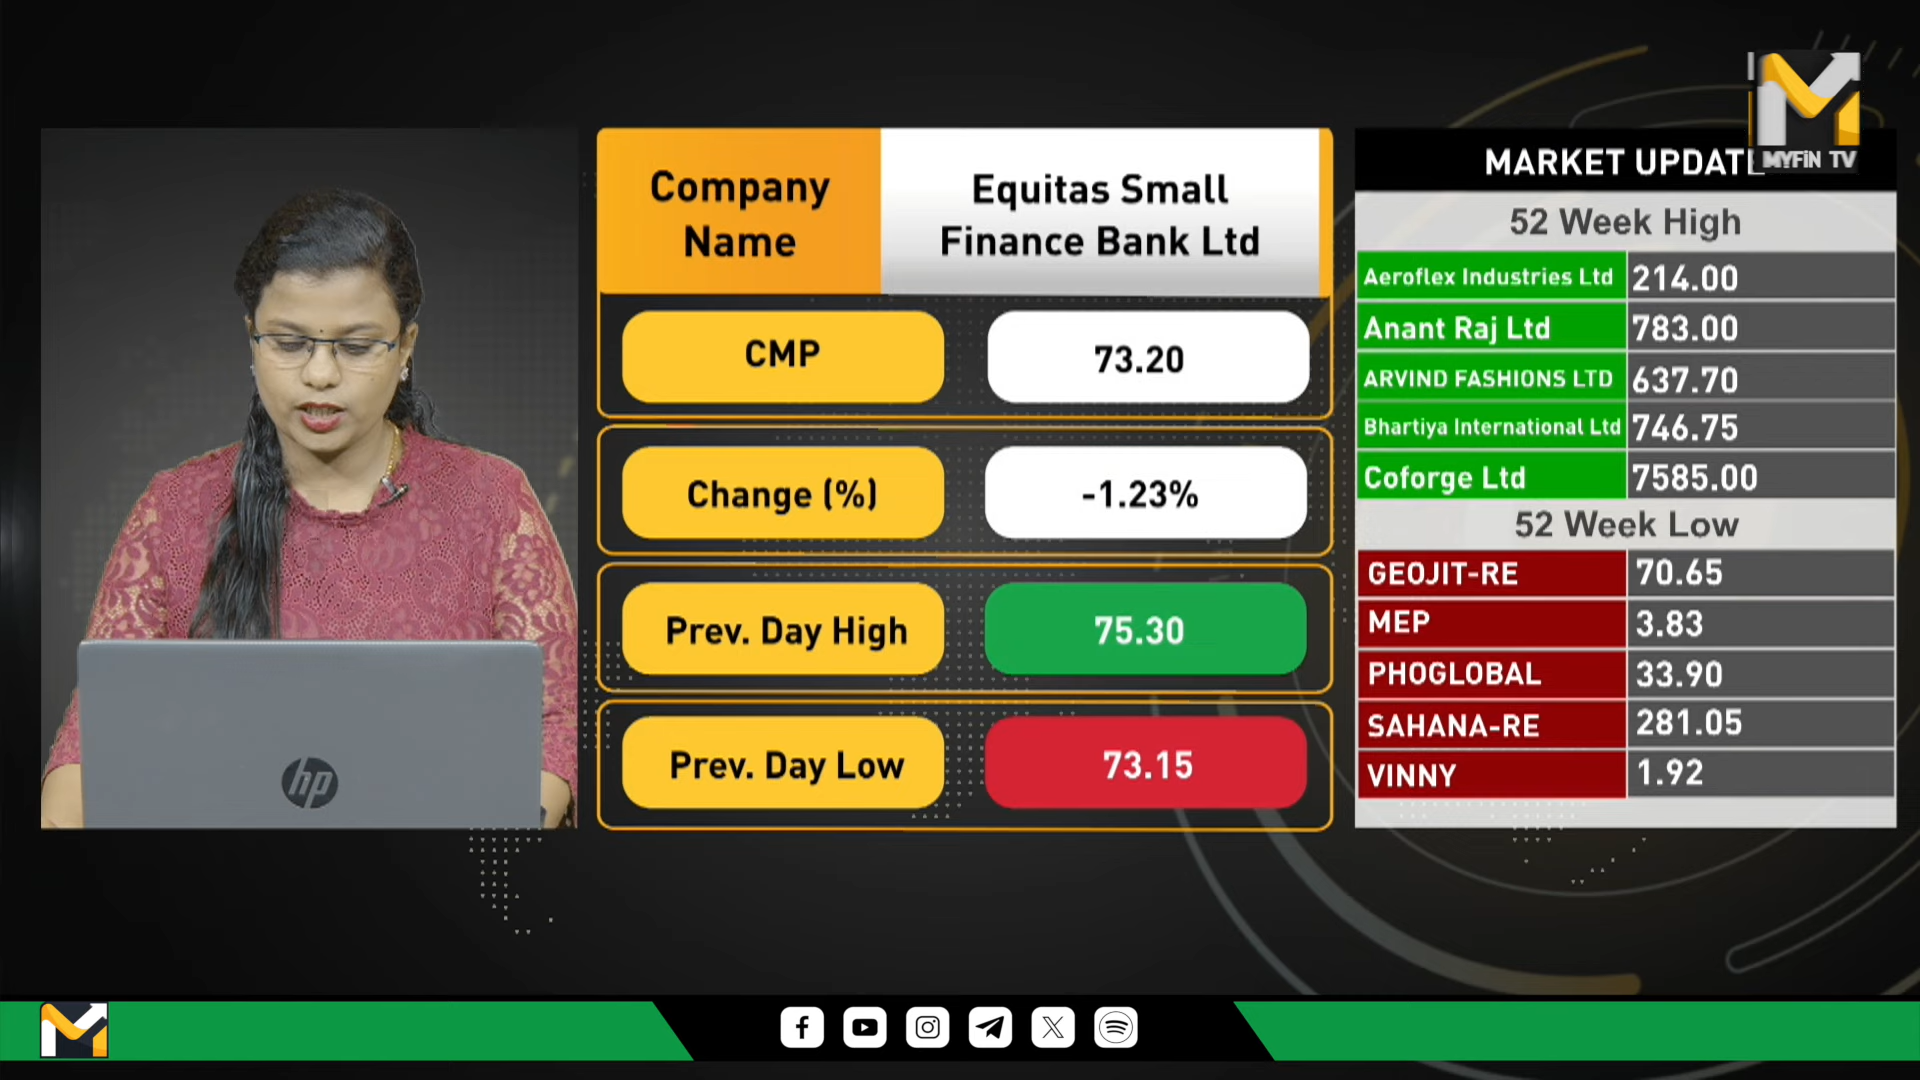 MYFiN TV
Company
Name
Equitas Small
Finance Bank Ltd
CMP
73.20
Change (%)
-1.23%
Prev. Day High
75.30
Prev. Day Low
73.15
MARKET UPDATE
52 Week High
Aeroflex Industries Ltd 214.00
Anant Raj Ltd 783.00
ARVIND FASHIONS LTD 637.70
Bhartiya International Ltd 746.75
Coforge Ltd 7585.00
52 Week Low
GEOJIT-RE 70.65
MEP 3.83
PHOGLOBAL 33.90
SAHANA-RE 281.05
VINNY 1.92
hp